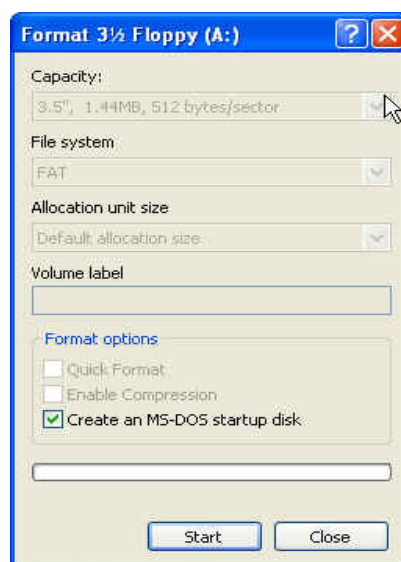 Format 3½ Floppy (A:)
?
Capacity:
3.5", 1.44MB, 512 bytes/sector
File system
FAT
Allocation unit size
Default allocation size
Volume label
Format options
Quick Format
Enable Compression
Create an MS-DOS startup disk
Start Close